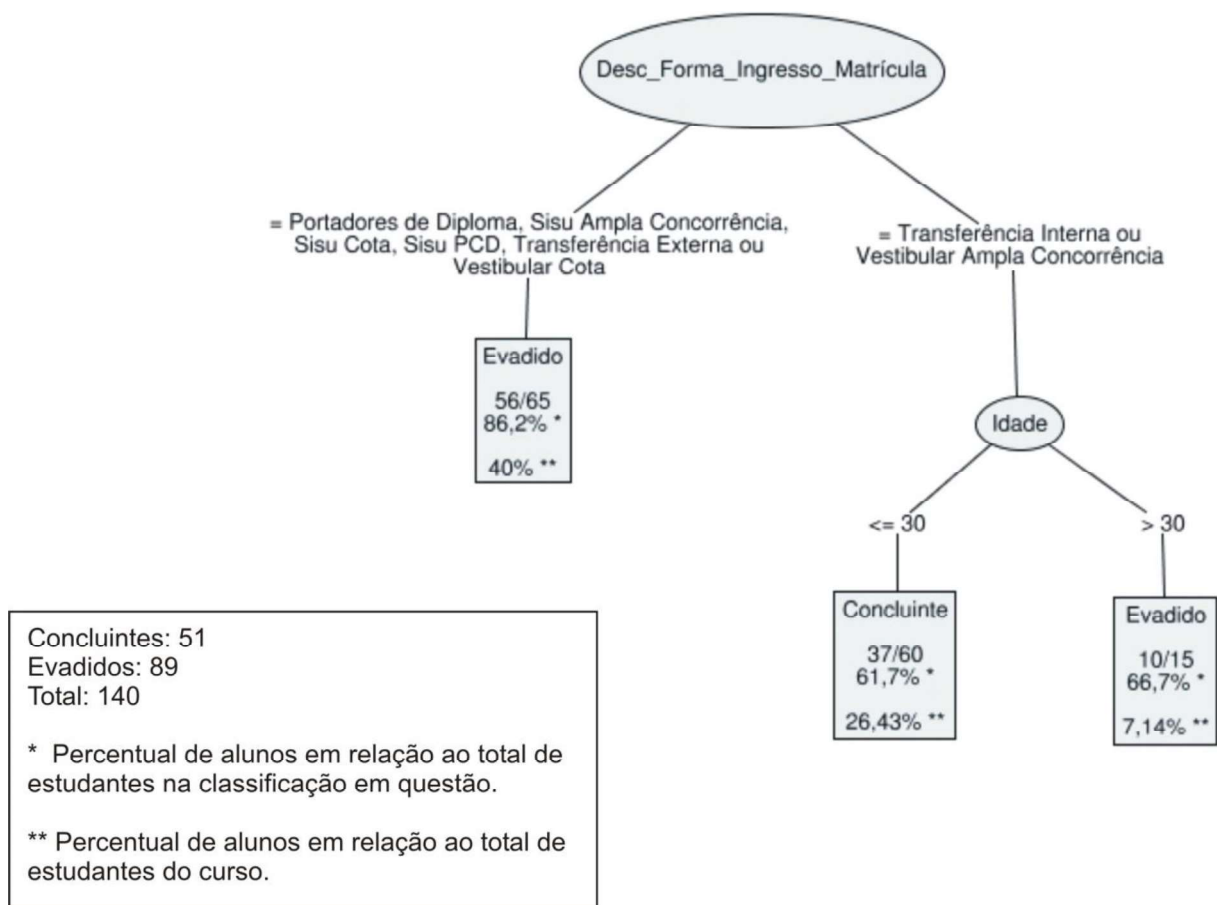 Desc_Forma_Ingresso_Matrícula
= Portadores de Diploma, Sisu Ampla Concorrência,
Sisu Cota, Sisu PCD, Transferência Externa ou
Vestibular Cota
= Transferência Interna ou
Vestibular Ampla Concorrência
Evadido
56/65
86,2% *
40% **
Idade
<= 30
> 30
Concluinte
37/60
61,7% *
26,43% **
Evadido
10/15
66,7% *
7,14% **
Concluintes: 51
Evadidos: 89
Total: 140
* Percentual de alunos em relação ao total de
estudantes na classificação em questão.
** Percentual de alunos em relação ao total de
estudantes do curso.